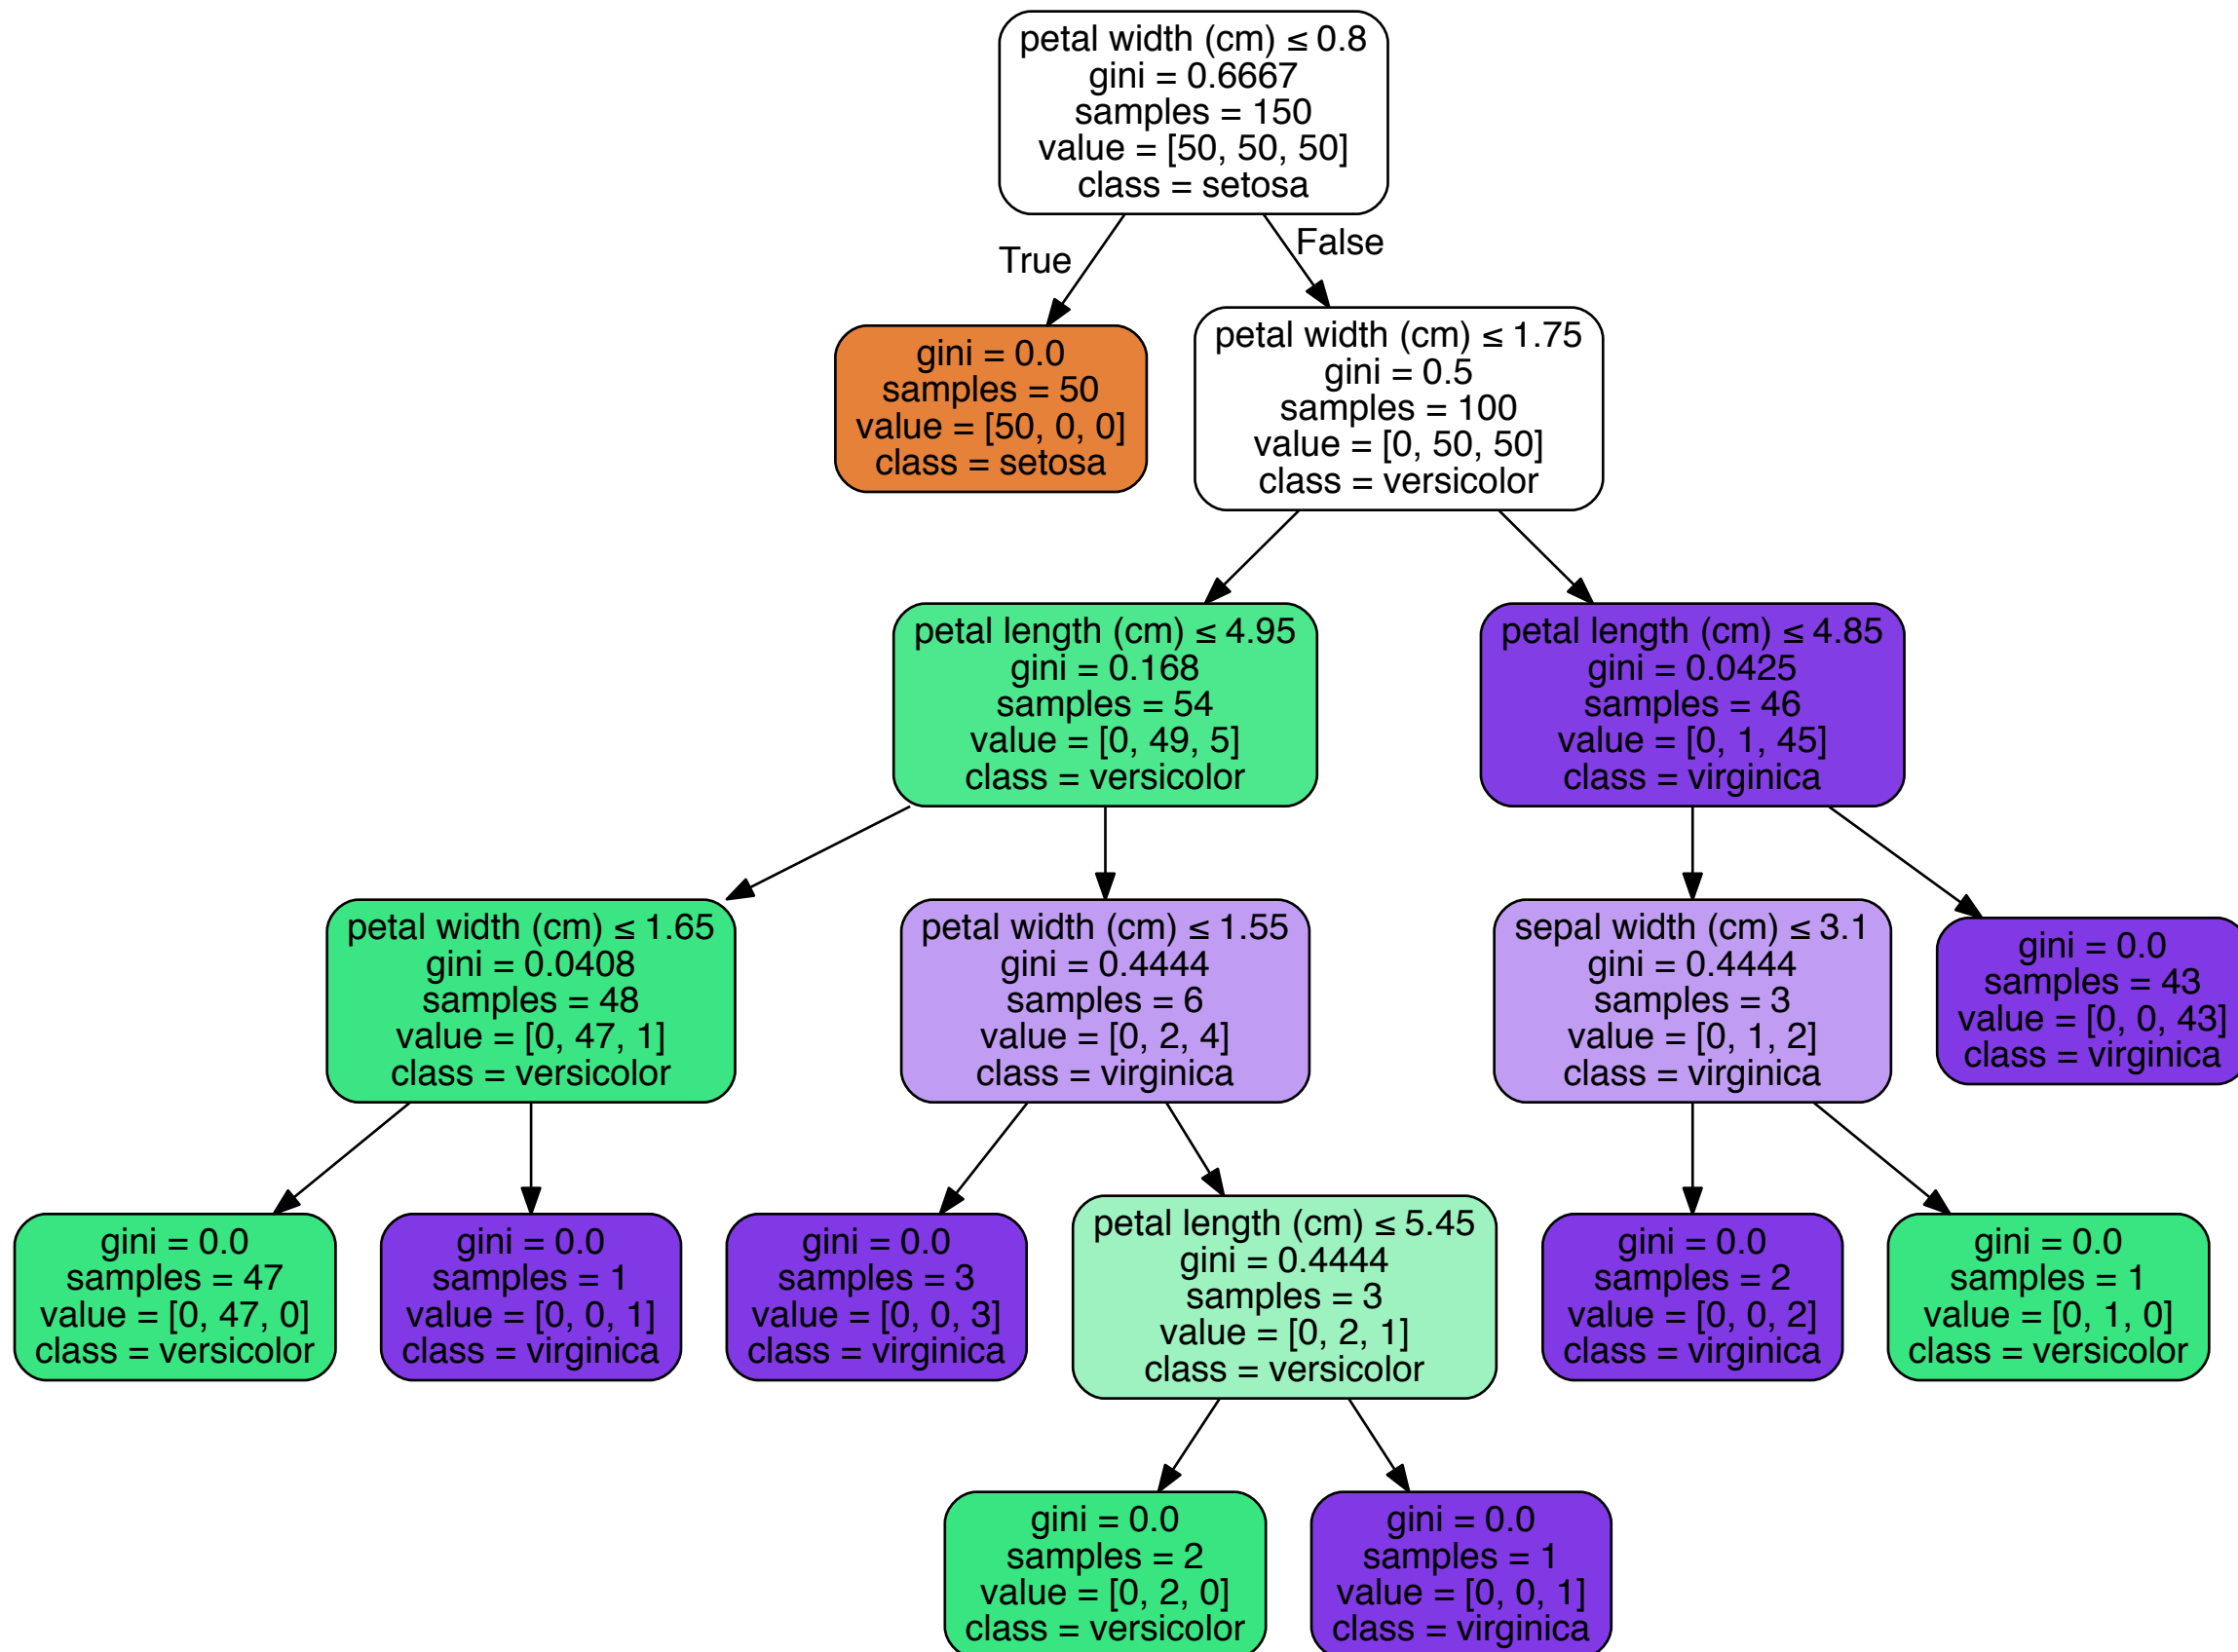 petal width (cm) ≤ 0.8
gini = 0.6667
samples = 150
value = [50, 50, 50]
class = setosa
True
False
gini = 0.0
samples = 50
value = [50, 0, 0]
class = setosa
petal width (cm) ≤ 1.75
gini = 0.5
samples = 100
value = [0, 50, 50]
class = versicolor
petal length (cm) ≤ 4.95
gini = 0.168
samples = 54
value = [0, 49, 5]
class = versicolor
petal length (cm) ≤ 4.85
gini = 0.0425
samples = 46
value = [0, 1, 45]
class = virginica
petal width (cm) ≤ 1.65
gini = 0.0408
samples = 48
value = [0, 47, 1]
class = versicolor
petal width (cm) ≤ 1.55
gini = 0.4444
samples = 6
value = [0, 2, 4]
class = virginica
sepal width (cm) ≤ 3.1
gini = 0.4444
samples = 3
value = [0, 1, 2]
class = virginica
gini = 0.0
samples = 43
value = [0, 0, 43]
class = virginica
gini = 0.0
samples = 47
value = [0, 47, 0]
class = versicolor
gini = 0.0
samples = 1
value = [0, 0, 1]
class = virginica
gini = 0.0
samples = 3
value = [0, 0, 3]
class = virginica
petal length (cm) ≤ 5.45
gini = 0.4444
samples = 3
value = [0, 2, 1]
class = versicolor
gini = 0.0
samples = 2
value = [0, 0, 2]
class = virginica
gini = 0.0
samples = 1
value = [0, 1, 0]
class = versicolor
gini = 0.0
samples = 2
value = [0, 2, 0]
class = versicolor
gini = 0.0
samples = 1
value = [0, 0, 1]
class = virginica